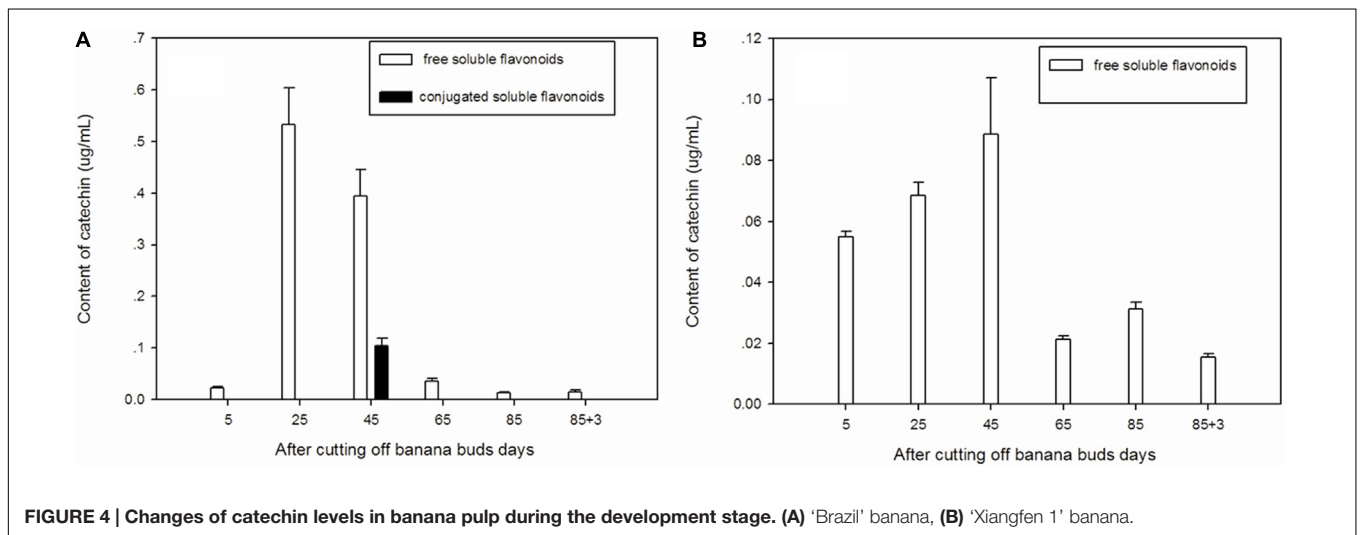 A
.7
.6
.5
.4
.3
.2
.1
0.0
Content of catechin (ug/mL)
free soluble flavonoids
conjugated soluble flavonoids
5 25 45 65 85 85+3
After cutting off banana buds days
B
.12
.10
.08
.06
.04
.02
.00
Content of catechin (ug/mL)
free soluble flavonoids
5 25 45 65 85 85+3
After cutting off banana buds days
FIGURE 4 | Changes of catechin levels in banana pulp during the development stage. (A) ‘Brazil’ banana, (B) ‘Xiangfen 1’ banana.